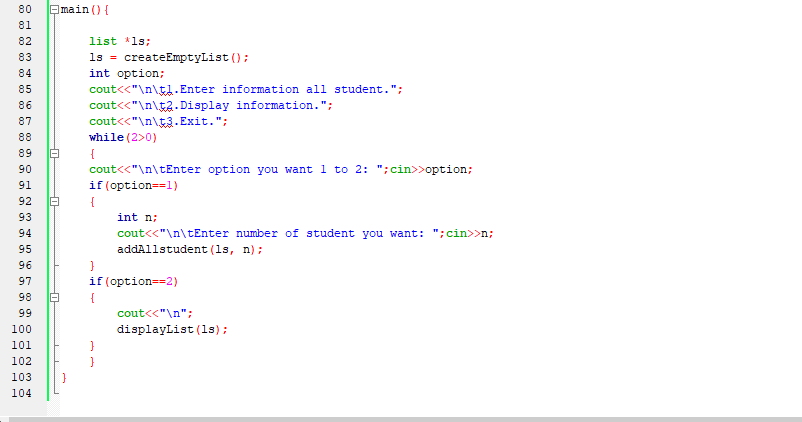 80 main(){
81
82 list *ls;
83 ls = createEmptyList();
84 int option;
85 cout<<"\n\t1.Enter information all student.";
86 cout<<"\n\t2.Display information.";
87 cout<<"\n\t3.Exit.";
88 while(2>0)
89 {
90 cout<<"\n\tEnter option you want 1 to 2: ";cin>>option;
91 if(option==1)
92 {
93 int n;
94 cout<<"\n\tEnter number of student you want: ";cin>>n;
95 addAllstudent(ls, n);
96 }
97 if(option==2)
98 {
99 cout<<"\n";
100 displayList(ls);
101 }
102 }
103 }
104